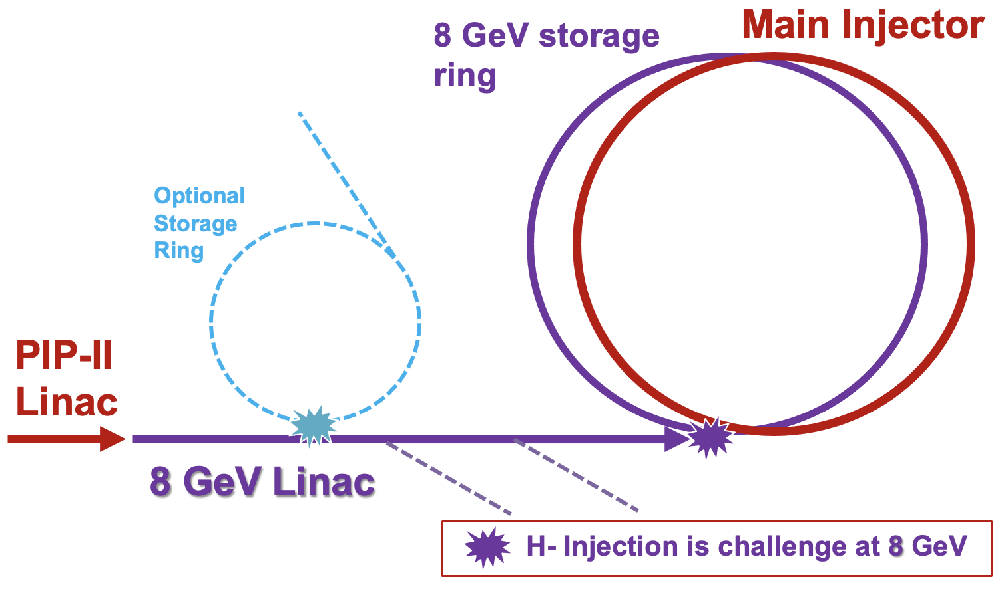 8 GeV storage
ring
Main Injector
Optional
Storage
Ring
PIP-II
Linac
8 GeV Linac
H- Injection is challenge at 8 GeV